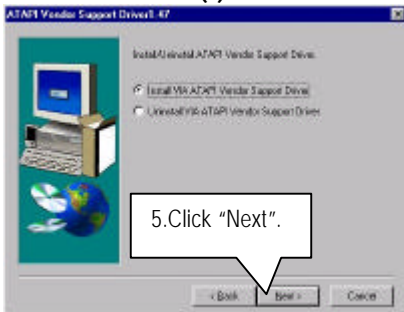 ATAPI Vendor Support Driver1.47
Install/Uninstall ATAPI Vendor Support Driver.
Install VIA ATAPI Vendor Support Driver
Uninstall VIA ATAPI Vendor Support Driver
5.Click “Next”.
< Back
Next >
Cancel